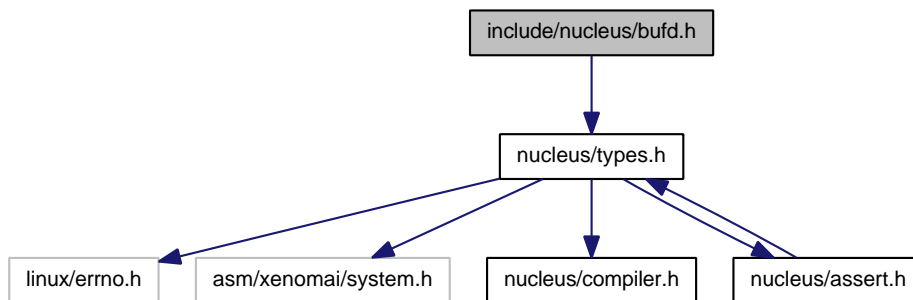 include/nucleus/bufd.h
nucleus/types.h
linux/errno.h
asm/xenomai/system.h
nucleus/compiler.h
nucleus/assert.h